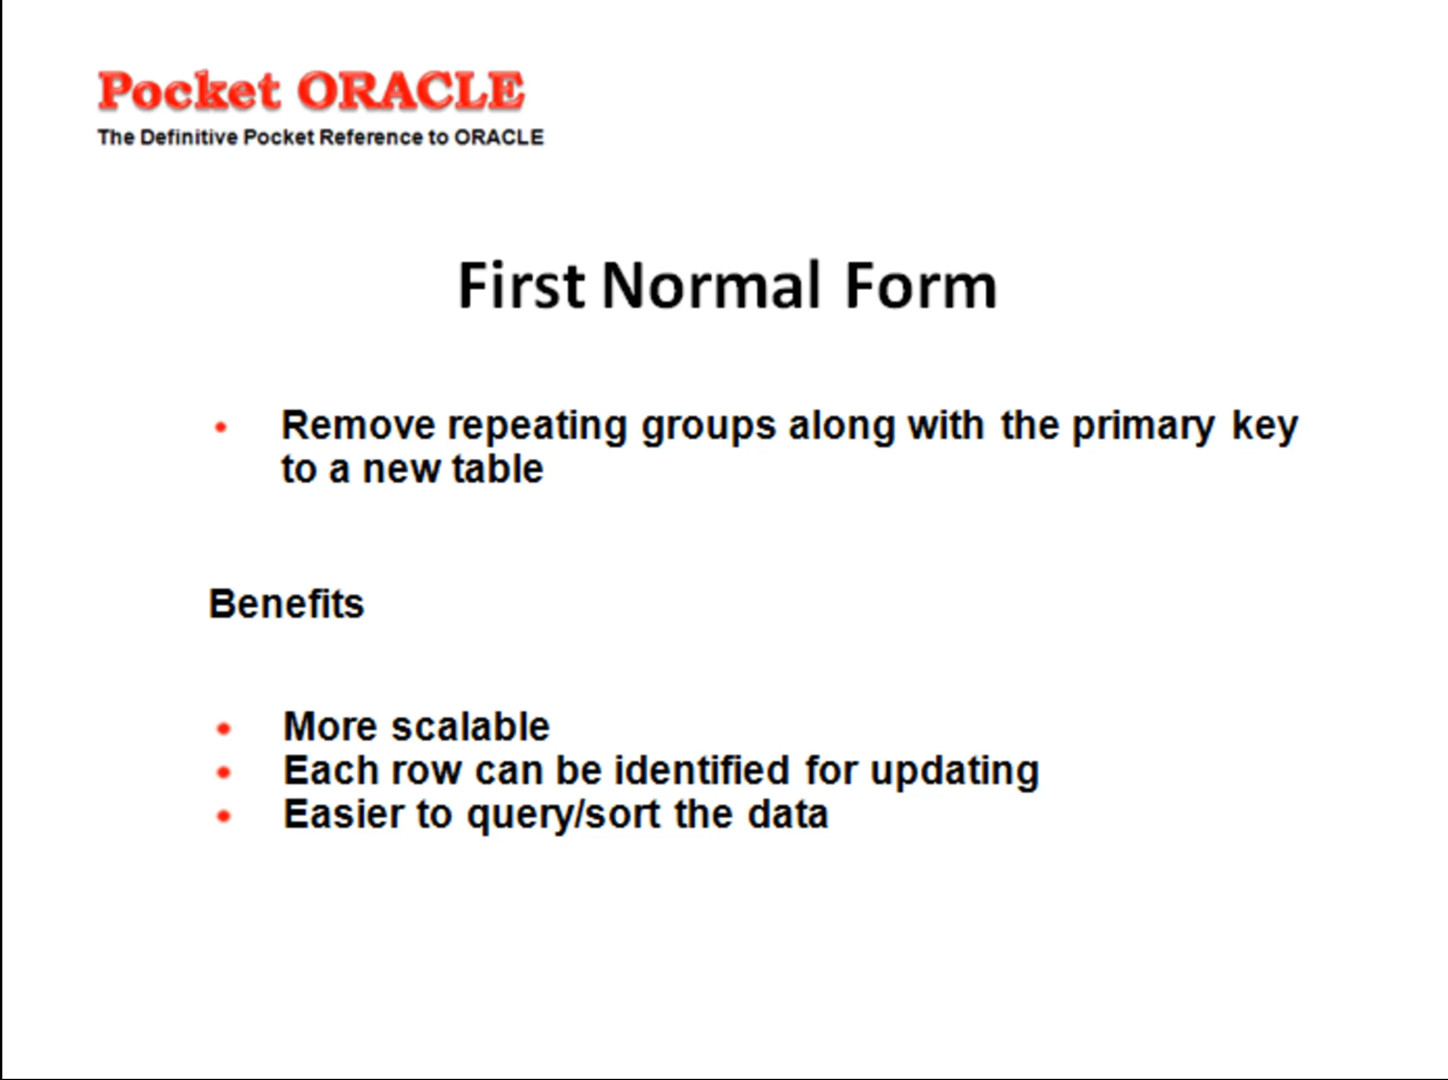 Pocket ORACLE
The Definitive Pocket Reference to ORACLE
First Normal Form
• Remove repeating groups along with the primary key
to a new table
Benefits
• More scalable
• Each row can be identified for updating
• Easier to query/sort the data